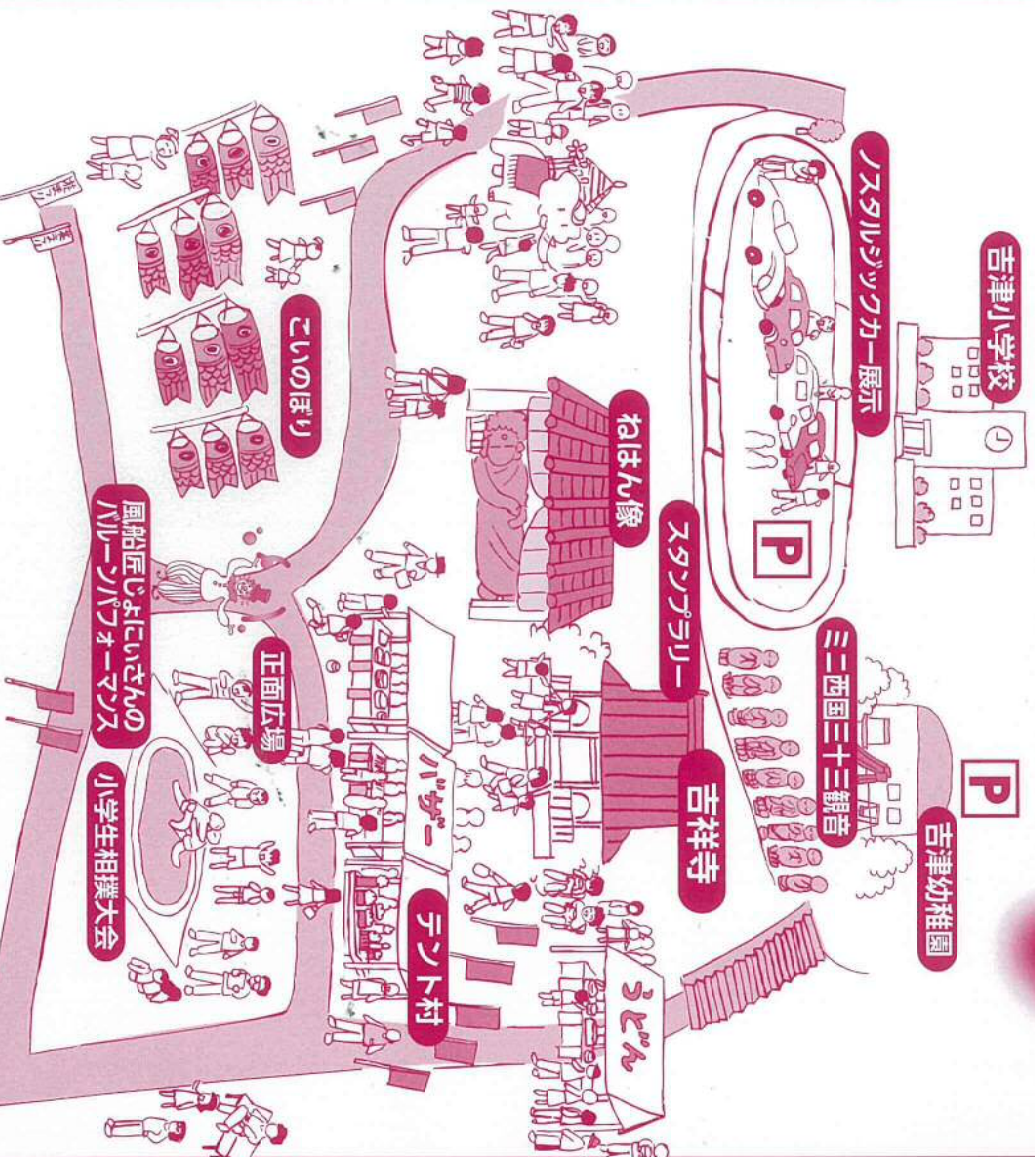 吉津小学校
ノスタルジックカー展示
P
吉津幼稚園
P
ミニ西国三十三観音
スタンプラリー
ねはん像
吉祥寺
こいのぼり
うどん
バザー
テント村
正面広場
風船匠じょにぃさんの
バルーンパフォーマンス
小学生相撲大会